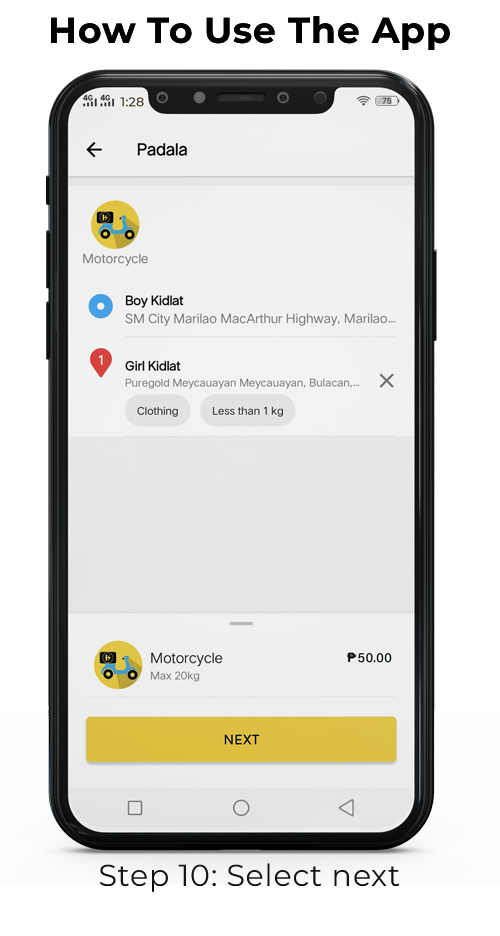 How To Use The App
4G 4G 1:28
75
Padala
Motorcycle
Boy Kidlat
SM City Marilao MacArthur Highway, Marilao...
1
Girl Kidlat
Puregold Meycauayan Meycauayan, Bulacan,...
Clothing Less than 1 kg
Motorcycle ₱50.00
Max 20kg
NEXT
Step 10: Select next